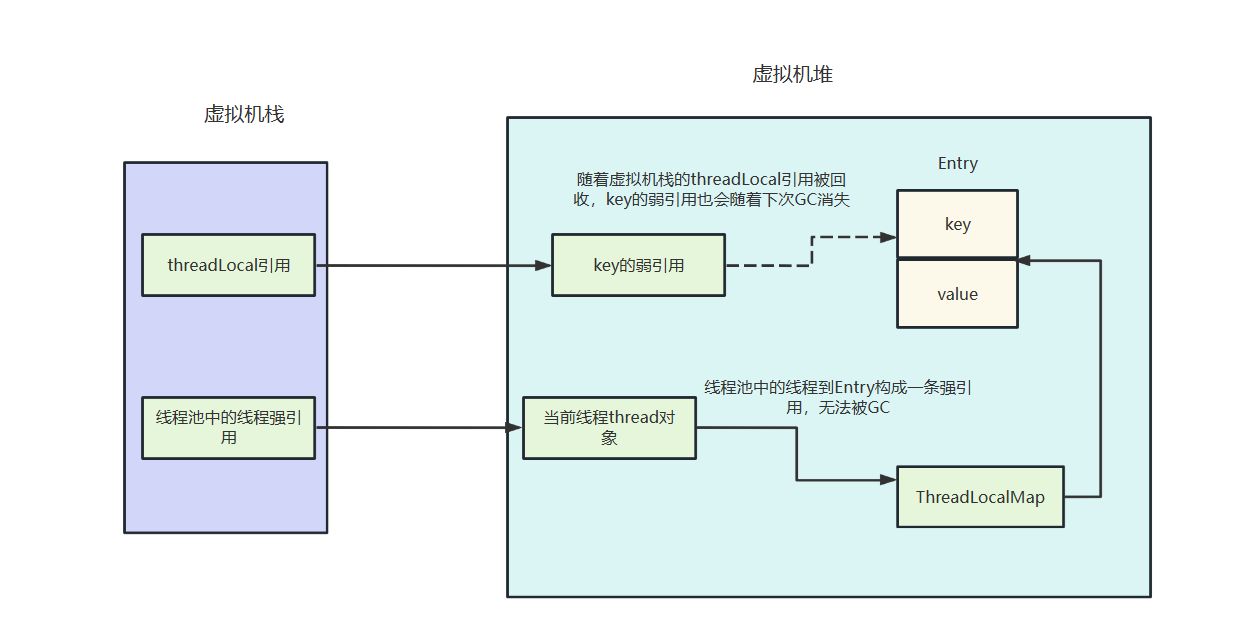 虚拟机堆
虚拟机栈
Entry
随着虚拟机栈的threadLocal引用被回
收，key的弱引用也会随着下次GC消失
key
threadLocal引用
key的弱引用
value
线程池中的线程到Entry构成一条强引
用，无法被GC
线程池中的线程强引
用
当前线程thread对
象
ThreadLocalMap